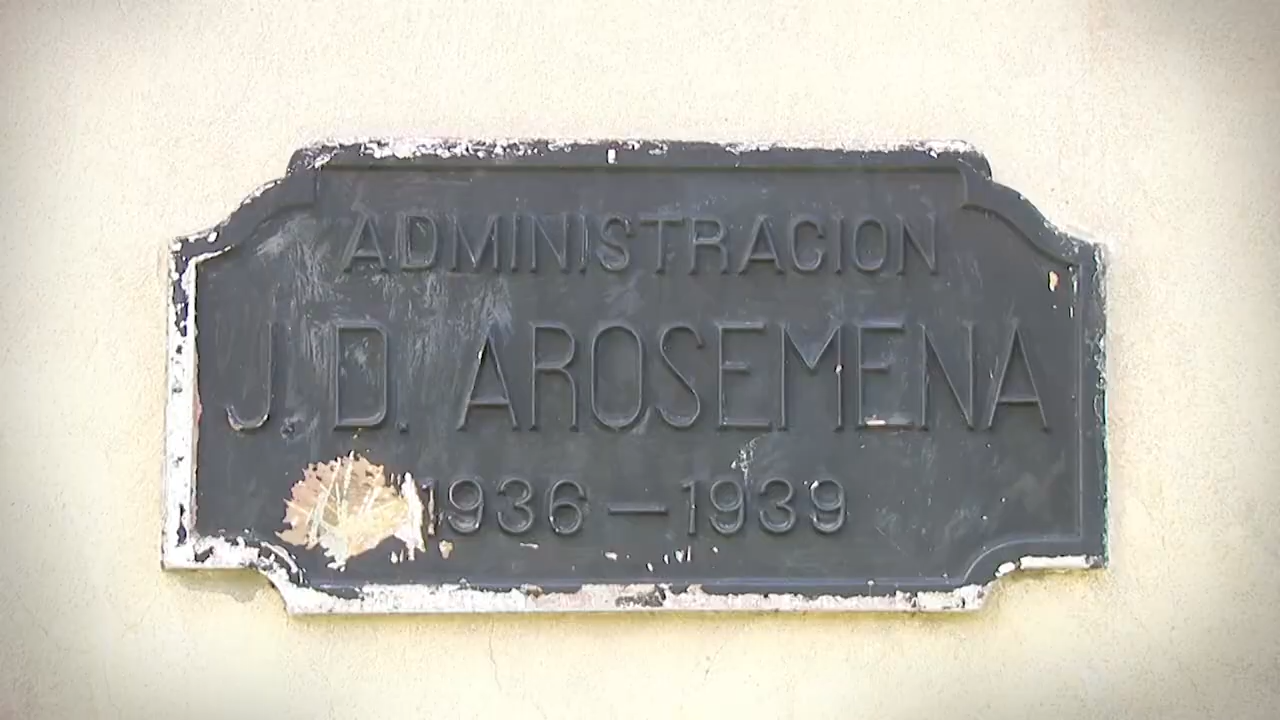 ADMINISTRACION
J. D. AROSEMENA
1936 — 1939